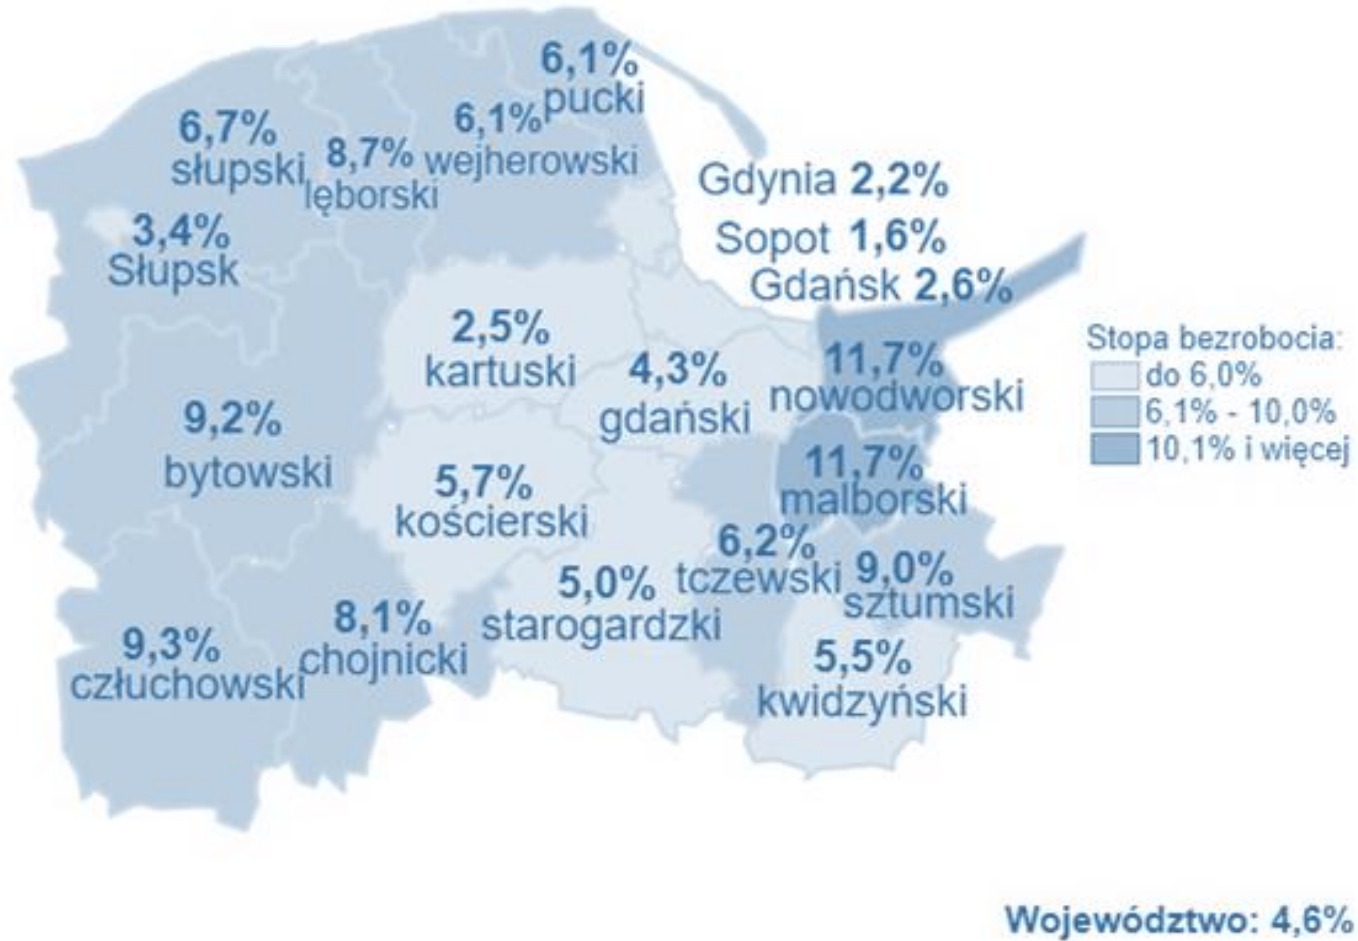 6,1%
pucki
6,7%
słupski
8,7%
lęborski
6,1%
wejherowski
Gdynia 2,2%
Sopot 1,6%
Gdańsk 2,6%
3,4%
Słupsk
2,5%
kartuski
4,3%
gdański
11,7%
nowodworski
Stopa bezrobocia:
do 6,0%
6,1% - 10,0%
10,1% i więcej
9,2%
bytowski
5,7%
kościerski
11,7%
malborski
6,2%
tczewski
9,0%
sztumski
5,0%
starogardzki
8,1%
chojnicki
9,3%
człuchowski
5,5%
kwidzyński
Województwo: 4,6%